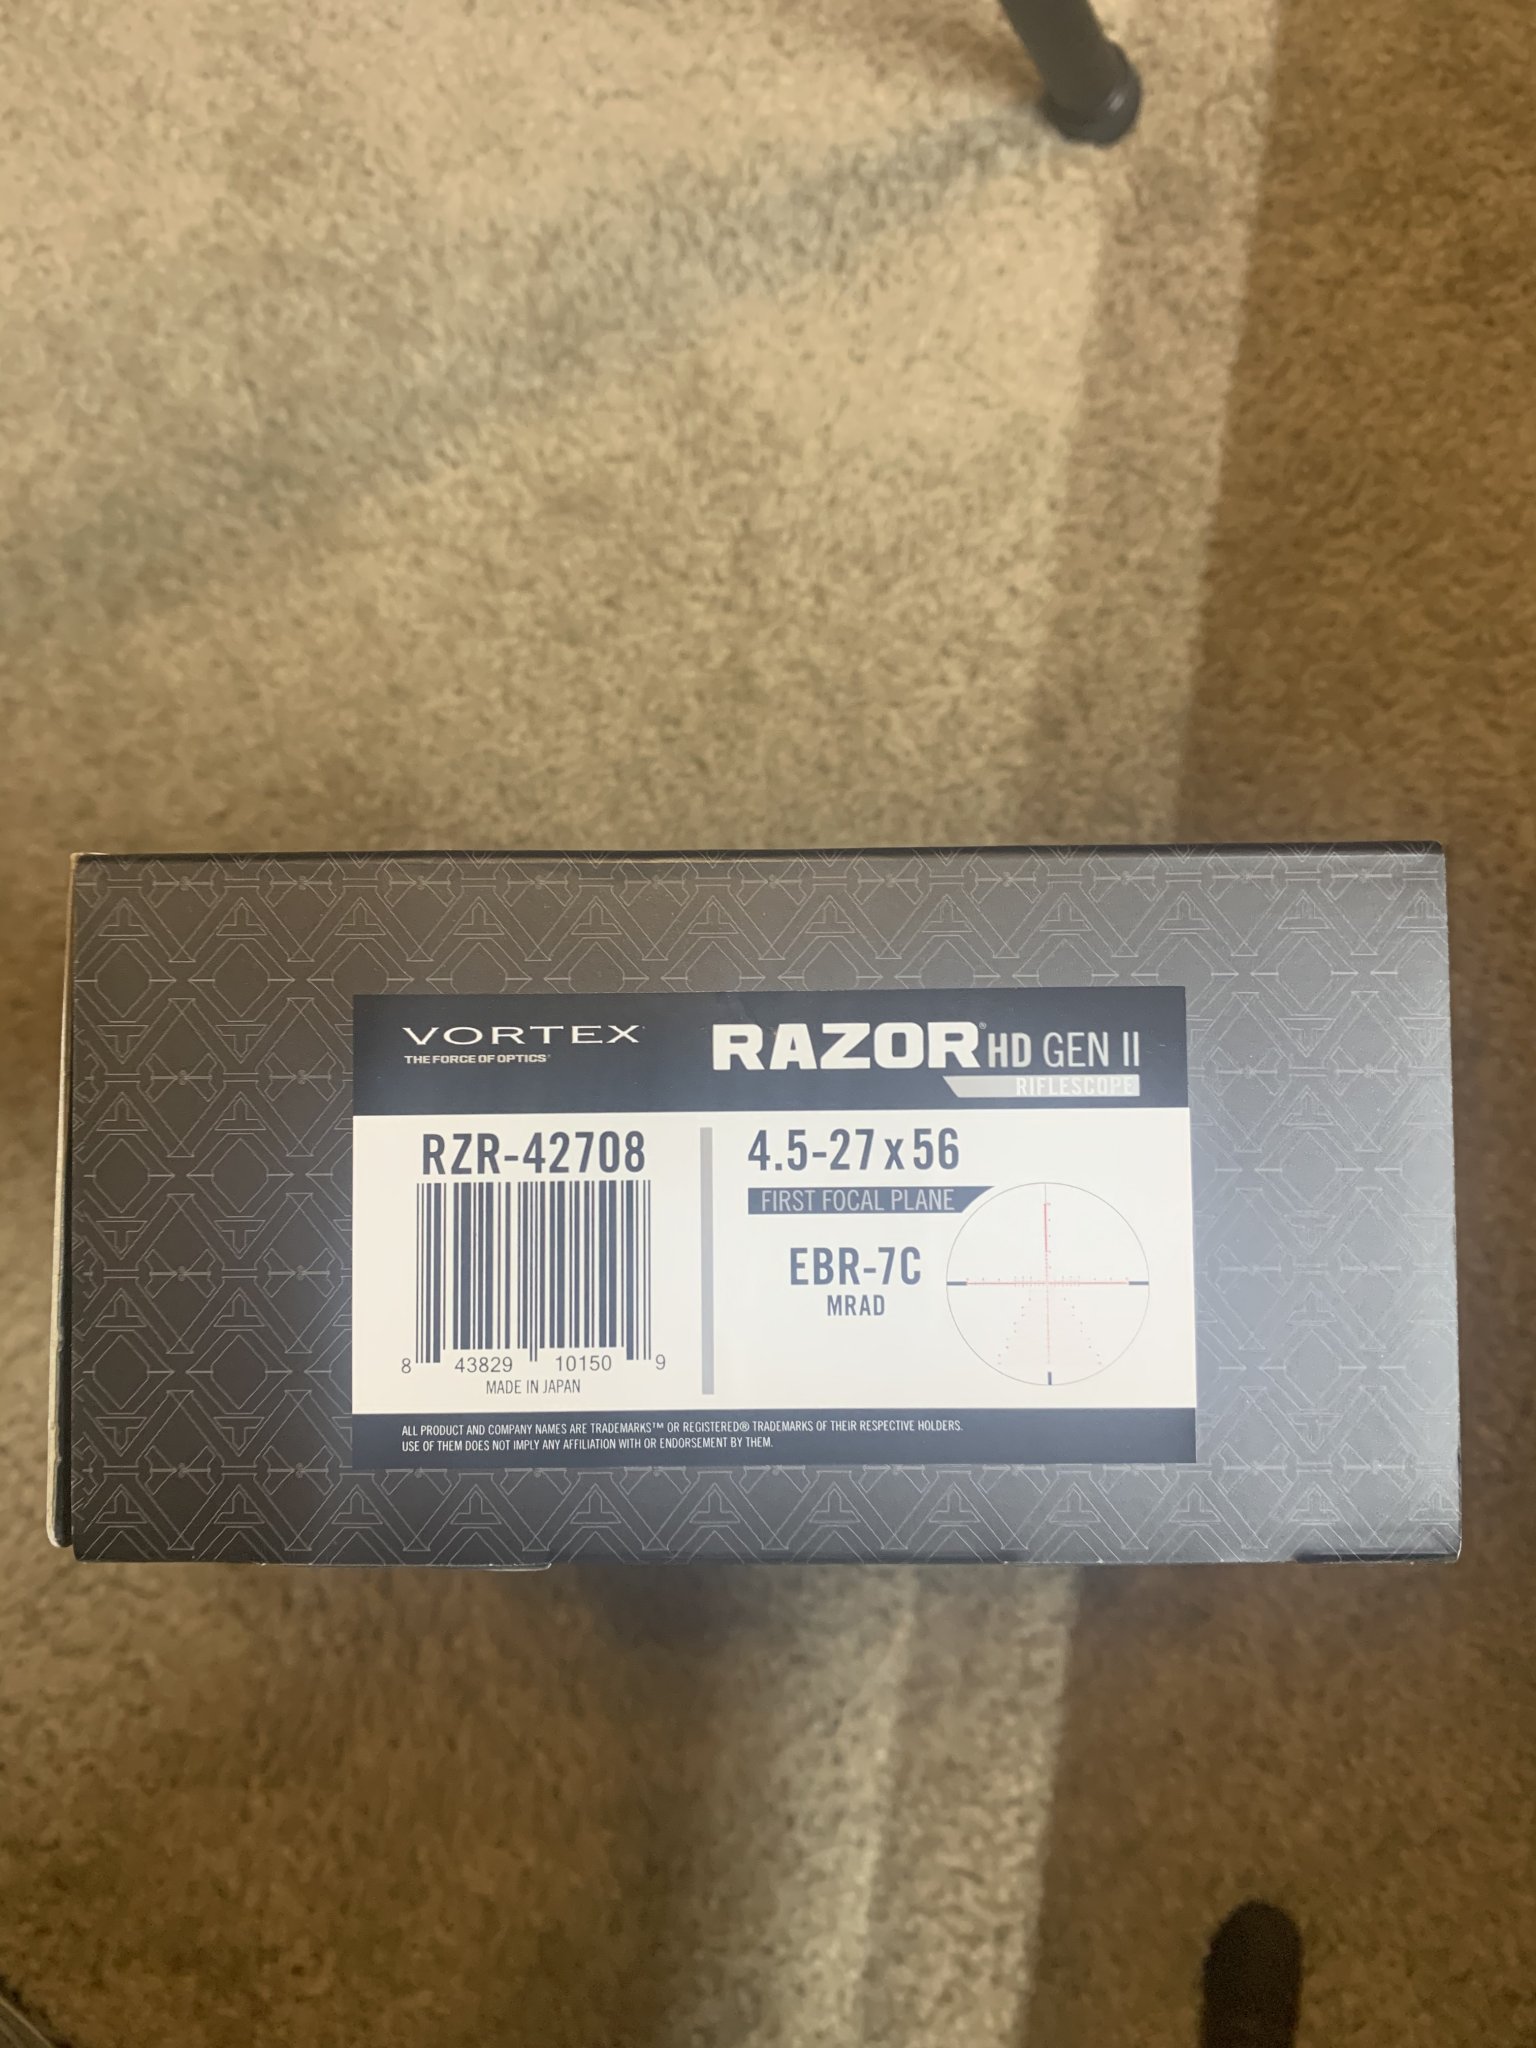 VORTEX
THE FORCE OF OPTICS®
RAZOR® HD GEN II
RIFLESCOPE
RZR-42708
8 43829 10150 9
MADE IN JAPAN
4.5-27 x 56
FIRST FOCAL PLANE
EBR-7C
MRAD
ALL PRODUCT AND COMPANY NAMES ARE TRADEMARKS™ OR REGISTERED® TRADEMARKS OF THEIR RESPECTIVE HOLDERS.
USE OF THEM DOES NOT IMPLY ANY AFFILIATION WITH OR ENDORSEMENT BY THEM.